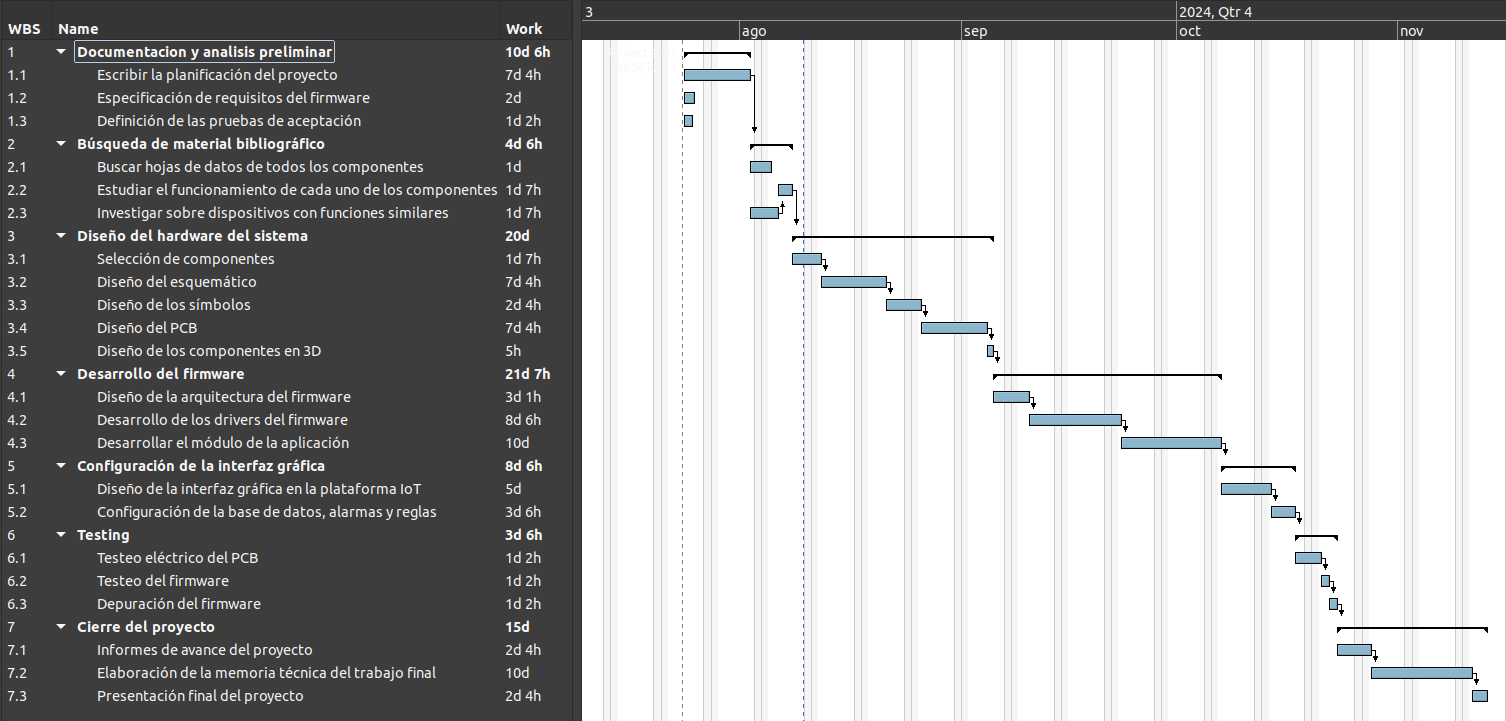 3
2024, Qtr 4
WBS Name Work ago sep oct nov
1 Documentacion y analisis preliminar 10d 6h
1.1 Escribir la planificación del proyecto 7d 4h
1.2 Especificación de requisitos del firmware 2d
1.3 Definición de las pruebas de aceptación 1d 2h
2 Búsqueda de material bibliográfico 4d 6h
2.1 Buscar hojas de datos de todos los componentes 1d
2.2 Estudiar el funcionamiento de cada uno de los componentes 1d 7h
2.3 Investigar sobre dispositivos con funciones similares 1d 7h
3 Diseño del hardware del sistema 20d
3.1 Selección de componentes 1d 7h
3.2 Diseño del esquemático 7d 4h
3.3 Diseño de los símbolos 2d 4h
3.4 Diseño del PCB 7d 4h
3.5 Diseño de los componentes en 3D 5h
4 Desarrollo del firmware 21d 7h
4.1 Diseño de la arquitectura del firmware 3d 1h
4.2 Desarrollo de los drivers del firmware 8d 6h
4.3 Desarrollar el módulo de la aplicación 10d
5 Configuración de la interfaz gráfica 8d 6h
5.1 Diseño de la interfaz gráfica en la plataforma IoT 5d
5.2 Configuración de la base de datos, alarmas y reglas 3d 6h
6 Testing 3d 6h
6.1 Testeo eléctrico del PCB 1d 2h
6.2 Testeo del firmware 1d 2h
6.3 Depuración del firmware 1d 2h
7 Cierre del proyecto 15d
7.1 Informes de avance del proyecto 2d 4h
7.2 Elaboración de la memoria técnica del trabajo final 10d
7.3 Presentación final del proyecto 2d 4h